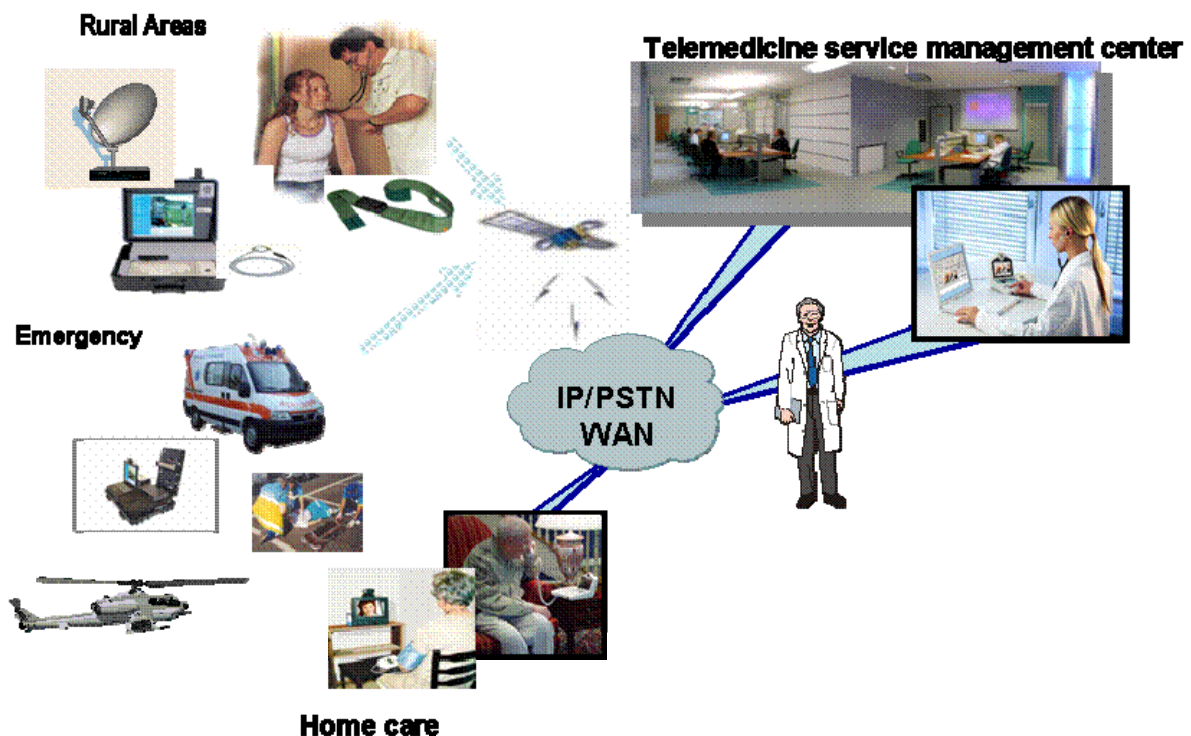 Rural Areas
Telemedicine service management center
Emergency
IP/PSTN
WAN
Home care